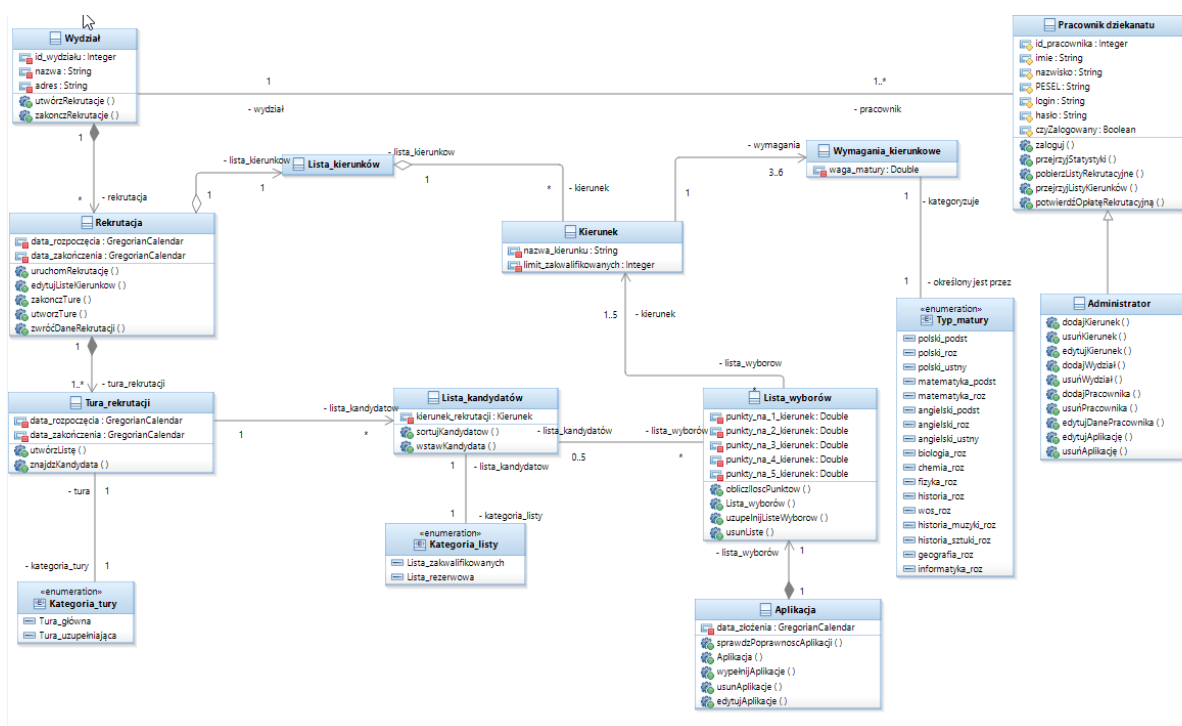 Wydział
id_wydziału : Integer
nazwa : String
adres : String
utwórzRekrutacje ( )
zakonczRekrutacje ( )
1
1..*
- wydział
- pracownik
Pracownik dziekanatu
id_pracownika : Integer
imie : String
nazwisko : String
PESEL : String
login : String
hasło : String
czyZalogowany : Boolean
zaloguj ( )
przejrzyjStatystyki ( )
pobierzListyRekrutacyjne ( )
przejrzyjListyKierunków ( )
potwierdźOpłatęRekrutacyjną ( )
1
*
- rekrutacja
- lista_kierunkow
1
1
Lista_kierunków
- lista_kierunkow
1
*
- kierunek
- wymagania
3..6
1
Wymagania_kierunkowe
waga_matury : Double
1
- kategoryzuje
1
- określony jest przez
Rekrutacja
data_rozpoczęcia : GregorianCalendar
data_zakończenia : GregorianCalendar
uruchomRekrutację ( )
edytujListeKierunkow ( )
zakonczTure ( )
utworzTure ( )
zwróćDaneRekrutacji ( )
Kierunek
nazwa_kierunku : String
limit_zakwalifikowanych : Integer
1..5
- kierunek
- lista_wyborow
*
1
1..*
- tura_rekrutacji
Tura_rekrutacji
data_rozpoczęcia : GregorianCalendar
data_zakończenia : GregorianCalendar
utwórzListę ( )
znajdzKandydata ( )
- lista_kandydatow
1
*
Lista_kandydatów
kierunek_rekrutacji : Kierunek
sortujKandydatow ( )
wstawKandydata ( )
- lista_kandydatów
0..5
- lista_wyborów
*
Lista_wyborów
punkty_na_1_kierunek : Double
punkty_na_2_kierunek : Double
punkty_na_3_kierunek : Double
punkty_na_4_kierunek : Double
punkty_na_5_kierunek : Double
obliczIloscPunktow ( )
Lista_wyborów ( )
uzupelnijListeWyborow ( )
usunListe ( )
«enumeration»
Typ_matury
polski_podst
polski_roz
polski_ustny
matematyka_podst
matematyka_roz
angielski_podst
angielski_roz
angielski_ustny
biologia_roz
chemia_roz
fizyka_roz
historia_roz
wos_roz
historia_muzyki_roz
historia_sztuki_roz
geografia_roz
informatyka_roz
Administrator
dodajKierunek ( )
usuńKierunek ( )
edytujKierunek ( )
dodajWydział ( )
usuńWydział ( )
dodajPracownika ( )
usuńPracownika ( )
edytujDanePracownika ( )
edytujAplikację ( )
usuńAplikację ( )
- tura
1
- kategoria_tury
1
«enumeration»
Kategoria_tury
Tura_główna
Tura_uzupełniająca
1
- lista_kandydatow
1
- kategoria_listy
«enumeration»
Kategoria_listy
Lista_zakwalifikowanych
Lista_rezerwowa
- lista_wyborów
1
1
Aplikacja
data_złożenia : GregorianCalendar
sprawdzPoprawnoscAplikacji ( )
Aplikacja ( )
wypełnijAplikacje ( )
usunAplikacje ( )
edytujAplikacje ( )